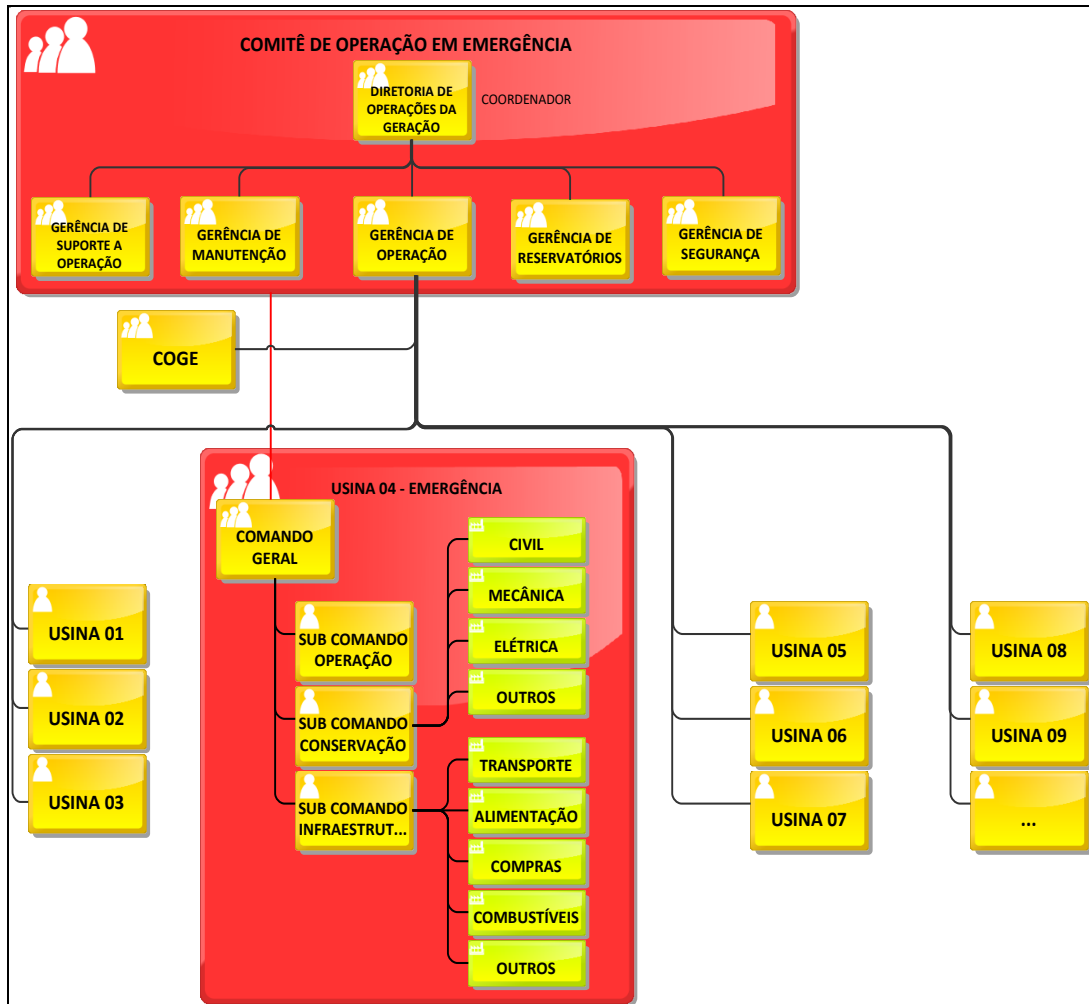 COMITÊ DE OPERAÇÃO EM EMERGÊNCIA
DIRETORIA DE
OPERAÇÕES DA
GERAÇÃO
COORDENADOR
GERÊNCIA DE
SUPORTE A
OPERAÇÃO
GERÊNCIA DE
MANUTENÇÃO
GERÊNCIA DE
OPERAÇÃO
GERÊNCIA DE
RESERVATÓRIOS
GERÊNCIA DE
SEGURANÇA
COGE
USINA 04 - EMERGÊNCIA
COMANDO
GERAL
SUB COMANDO
OPERAÇÃO
SUB COMANDO
CONSERVAÇÃO
SUB COMANDO
INFRAESTRUT...
CIVIL
MECÂNICA
ELÉTRICA
OUTROS
TRANSPORTE
ALIMENTAÇÃO
COMPRAS
COMBUSTÍVEIS
OUTROS
USINA 01
USINA 02
USINA 03
USINA 05
USINA 06
USINA 07
USINA 08
USINA 09
...